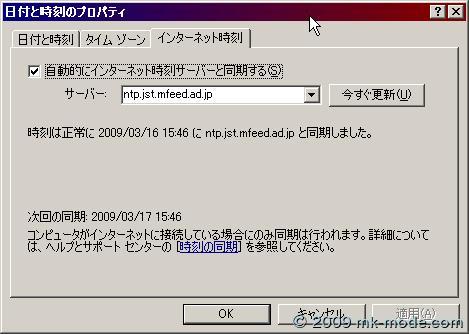 日付と時刻のプロパティ
日付と時刻 タイム ゾーン インターネット時刻
自動的にインターネット時刻サーバーと同期する(S)
サーバー: ntp.jst.mfeed.ad.jp 今すぐ更新(U)
時刻は正常に 2009/03/16 15:46 に ntp.jst.mfeed.ad.jp と同期しました。
次回の同期: 2009/03/17 15:46
コンピュータがインターネットに接続している場合にのみ同期は行われます。詳細について
は、ヘルプとサポート センターの [時刻の同期] を参照してください。
OK キャンセル 適用(A)
© 2009 mk-mode.com